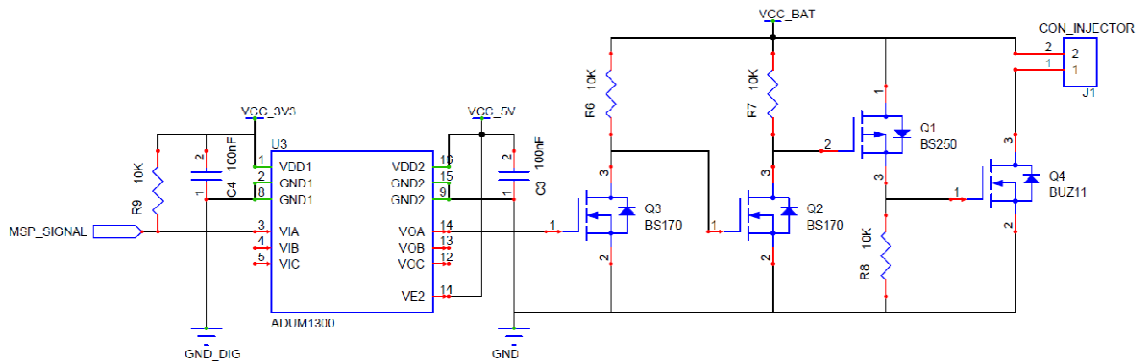 VCC_BAT
CON_INJECTOR
2 2
1 1
J1
R6 10K
R7 10K
1
2
Q1
BS250
3
3
1
Q4
BUZ11
2
VCC_3V3
VCC_5V
U3
R9 10K
2
100nF
1
C4
1 VDD1
2 GND1
8 GND1
3 VIA
4 VIB
5 VIC
VDD2 16
GND2 15
GND2 9
VOA 14
VOB 13
VOC 12
VE2
ADUM1300
2
100nF
1
C3
MSP_SIGNAL
1
3
Q3
BS170
2
1
3
Q2
BS170
2
R8 10K
GND_DIG
GND